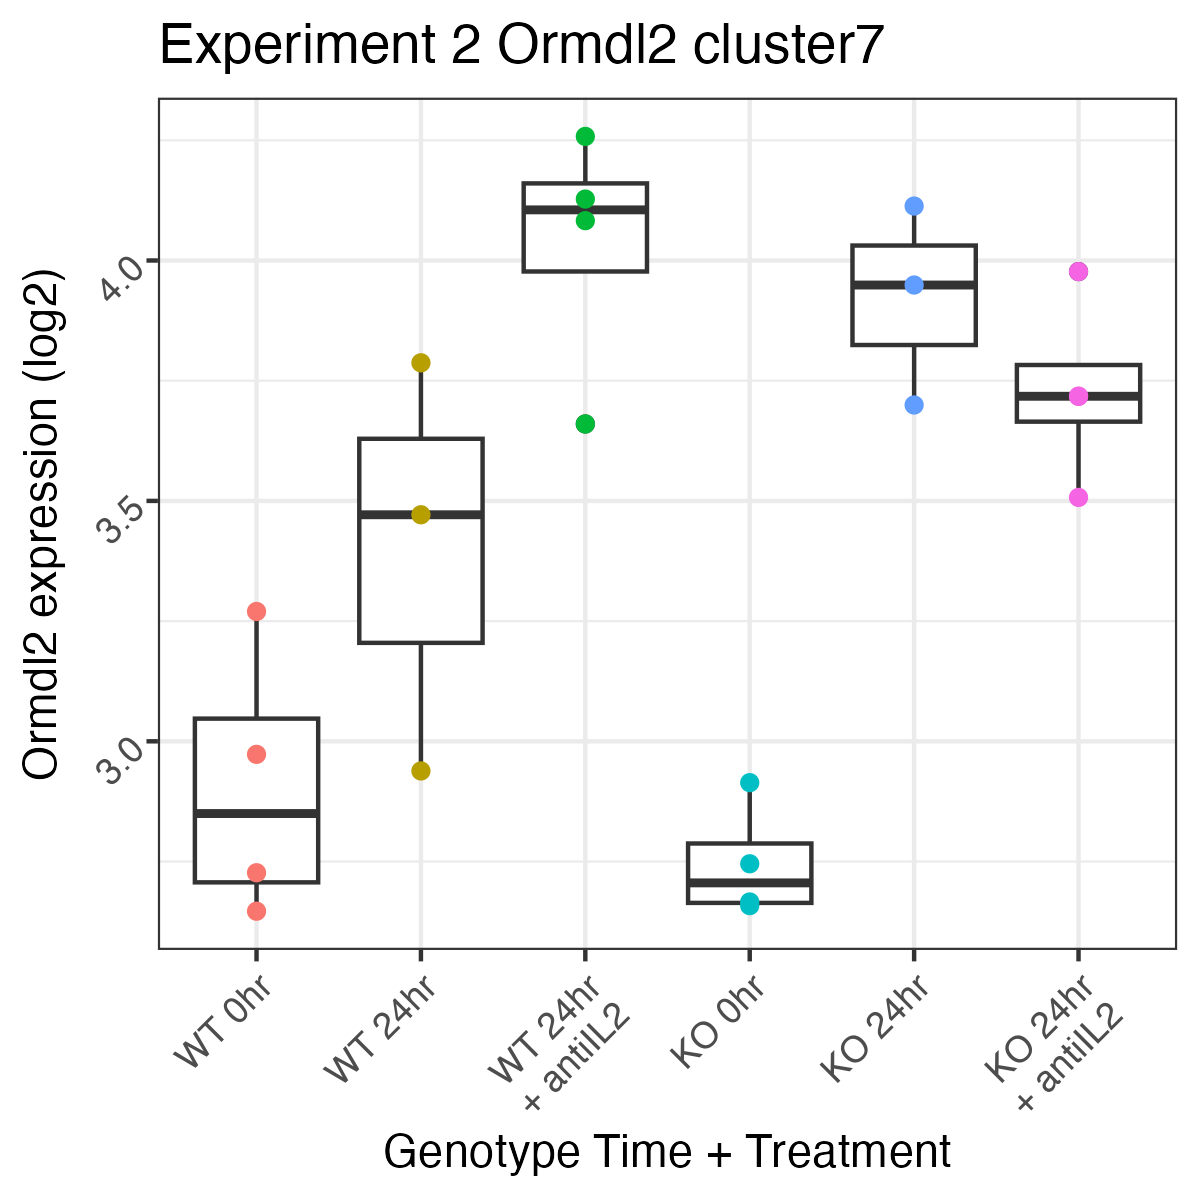 Experiment 2 Ormdl2 cluster7
Ormdl2 expression (log2)
4.0
3.5
3.0
WT 0hr
WT 24hr
WT 24hr
+ antiIL2
KO 0hr
KO 24hr
KO 24hr
+ antiIL2
Genotype Time + Treatment